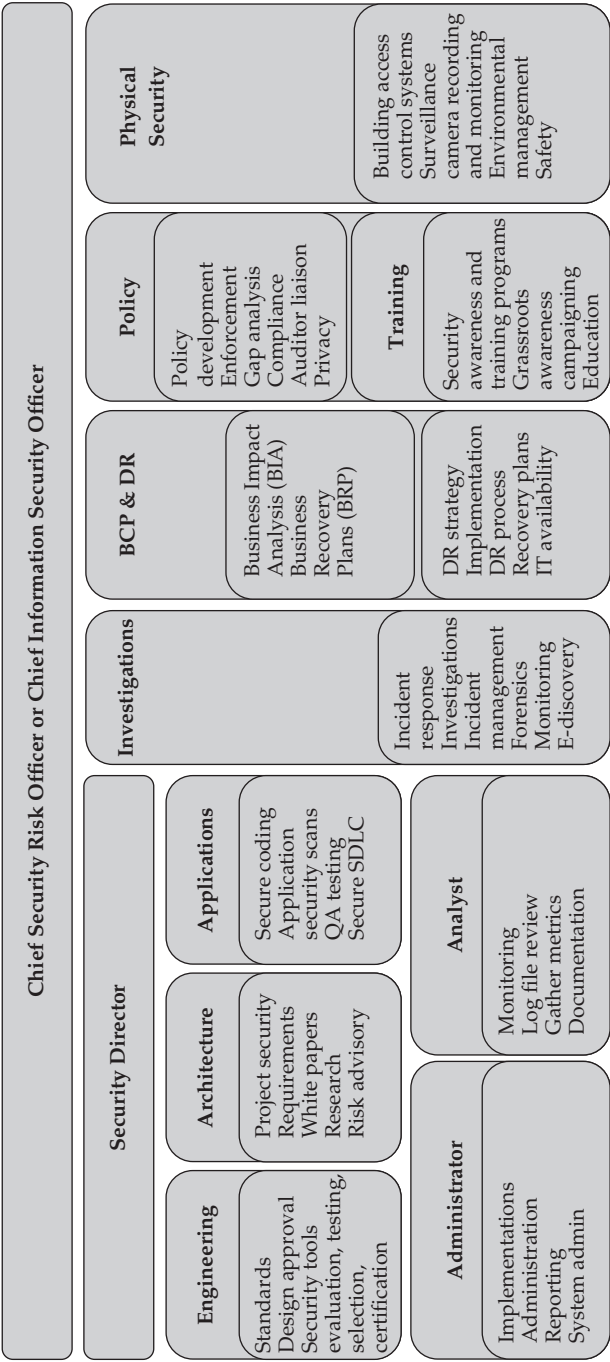 Chief Security Risk Officer or Chief Information Security Officer
Security Director
Engineering
Standards
Design approval
Security tools
evaluation, testing,
selection,
certification
Architecture
Project security
Requirements
White papers
Research
Risk advisory
Applications
Secure coding
Application
security scans
QA testing
Secure SDLC
Administrator
Implementations
Administration
Reporting
System admin
Analyst
Monitoring
Log file review
Gather metrics
Documentation
Investigations
Incident
response
Investigations
Incident
management
Forensics
Monitoring
E-discovery
BCP & DR
Business Impact
Analysis (BIA)
Business
Recovery
Plans (BRP)
DR strategy
Implementation
DR process
Recovery plans
IT availability
Policy
Policy
development
Enforcement
Gap analysis
Compliance
Auditor liaison
Privacy
Training
Security
awareness and
training programs
Grassroots
awareness
campaigning
Education
Physical
Security
Building access
control systems
Surveillance
camera recording
and monitoring
Environmental
management
Safety